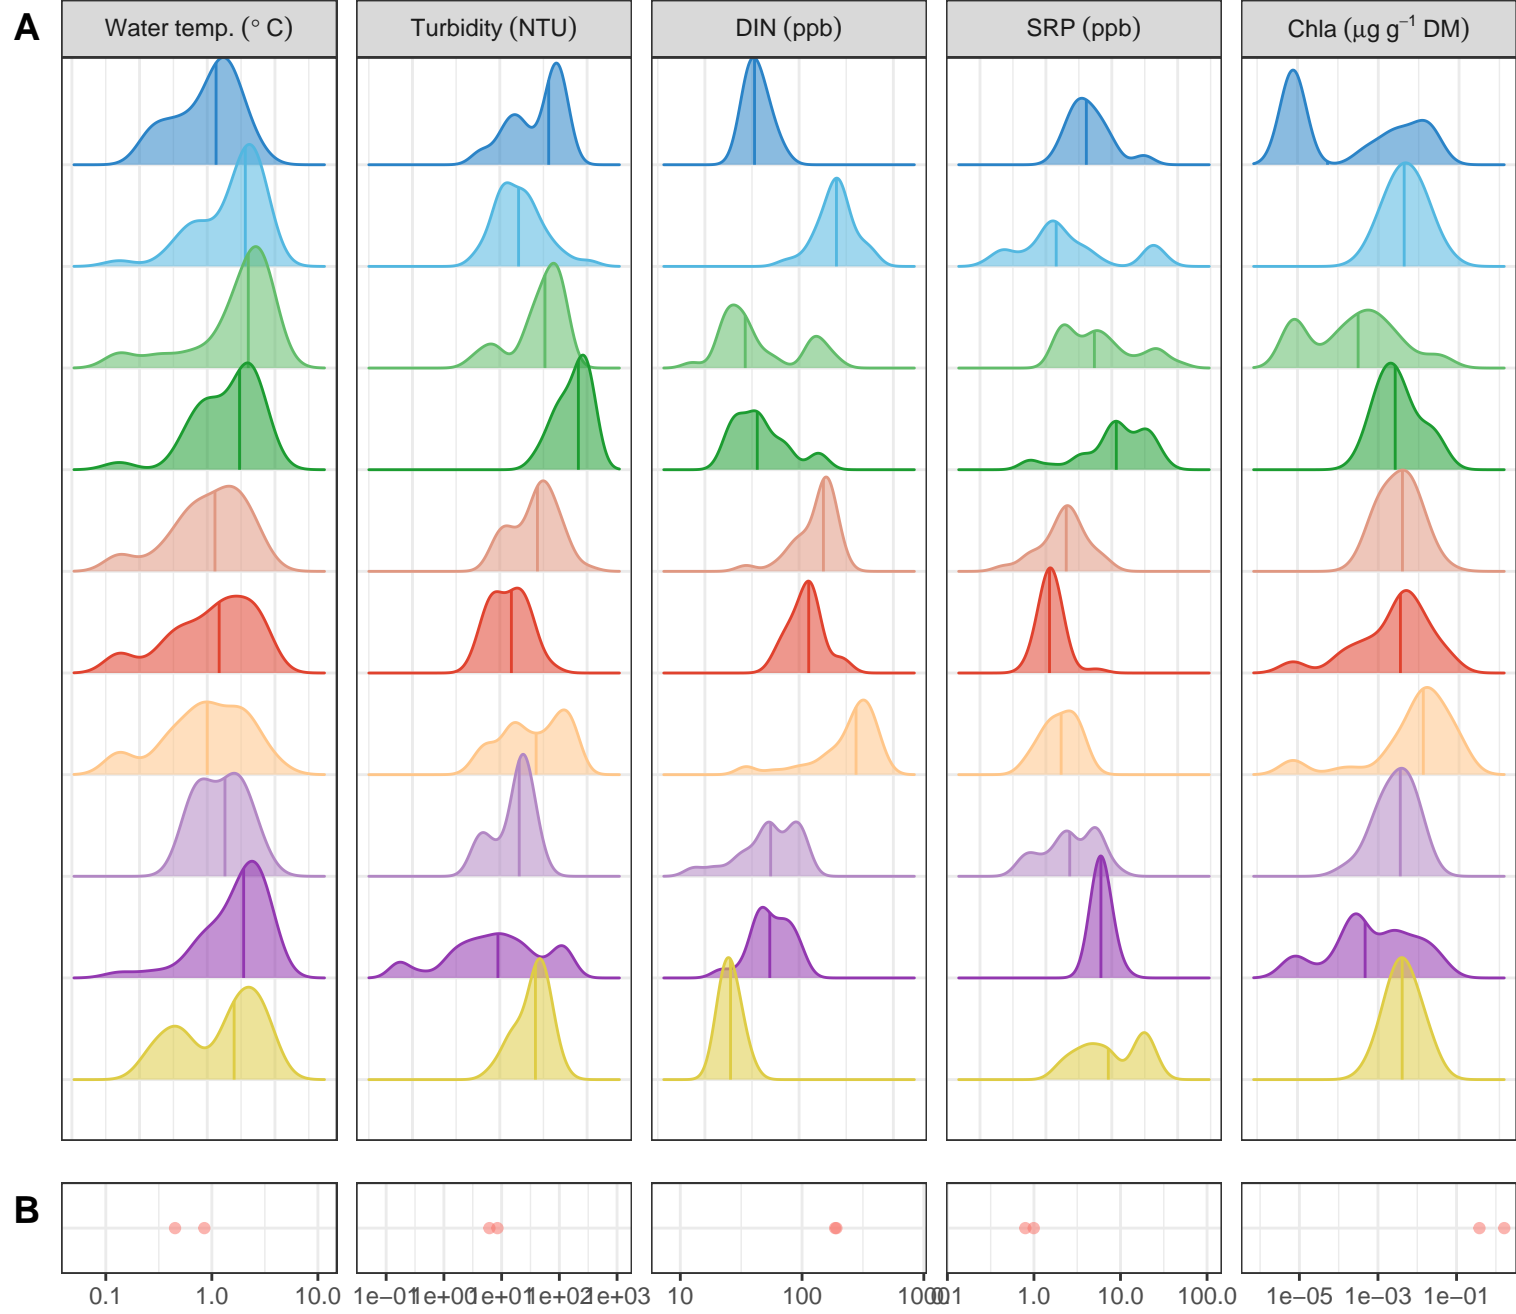 A
Water temp. (° C) Turbidity (NTU) DIN (ppb) SRP (ppb) Chla (μg g⁻¹ DM)
B
0.1 1.0 10.0 1e-01 1e+00 1e+01 1e+02 1e+03 10 100 1000 0.1 1.0 10.0 100.0 1e-05 1e-03 1e-01